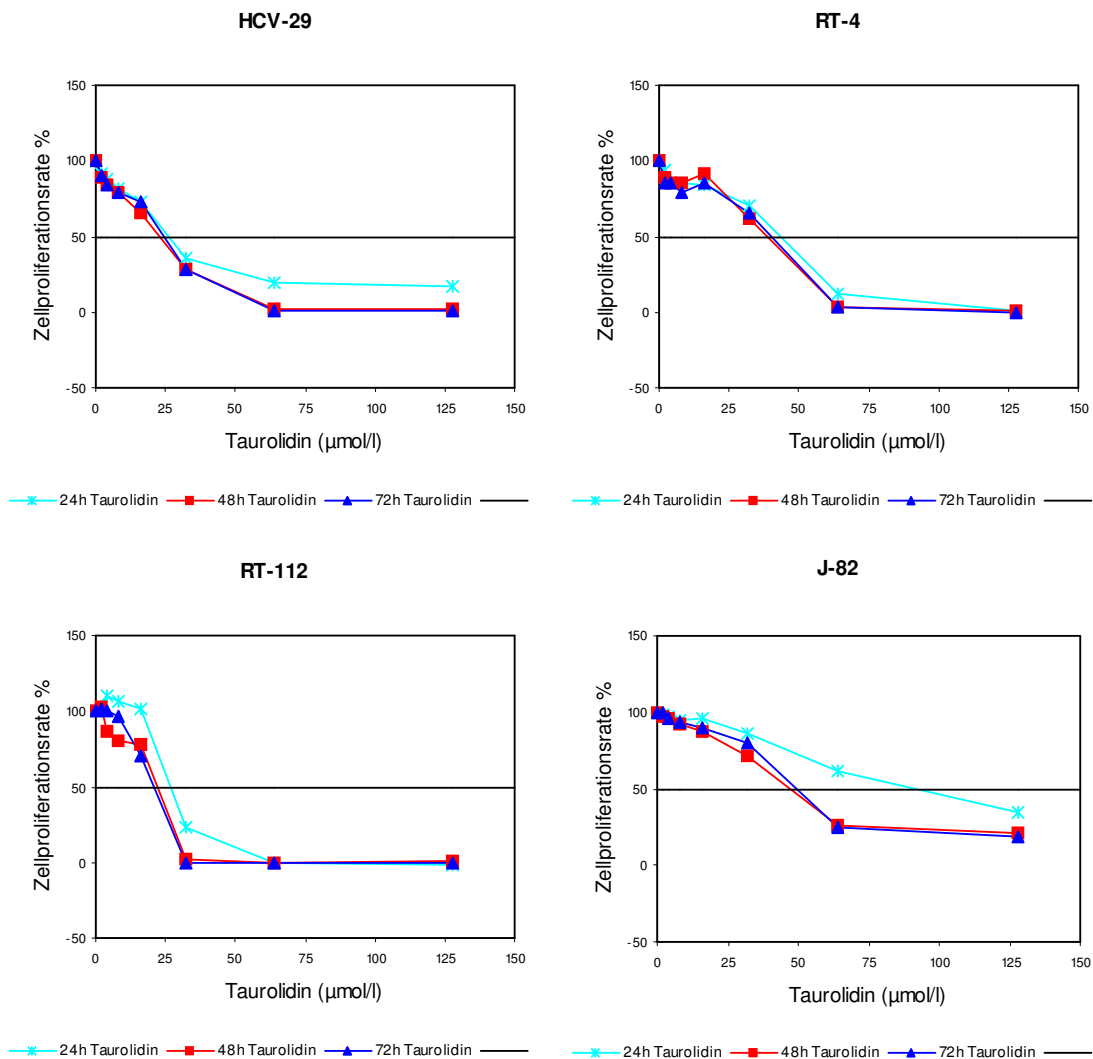 HCV-29
150
100
50
0
-50
Zellproliferationsrate %
0 25 50 75 100 125 150
Taurolidin (µmol/l)
24h Taurolidin 48h Taurolidin 72h Taurolidin
RT-4
150
100
50
0
-50
Zellproliferationsrate %
0 25 50 75 100 125 150
Taurolidin (µmol/l)
24h Taurolidin 48h Taurolidin 72h Taurolidin
RT-112
150
100
50
0
-50
Zellproliferationsrate %
0 25 50 75 100 125 150
Taurolidin (µmol/l)
24h Taurolidin 48h Taurolidin 72h Taurolidin
J-82
150
100
50
0
-50
Zellproliferationsrate %
0 25 50 75 100 125 150
Taurolidin (µmol/l)
24h Taurolidin 48h Taurolidin 72h Taurolidin